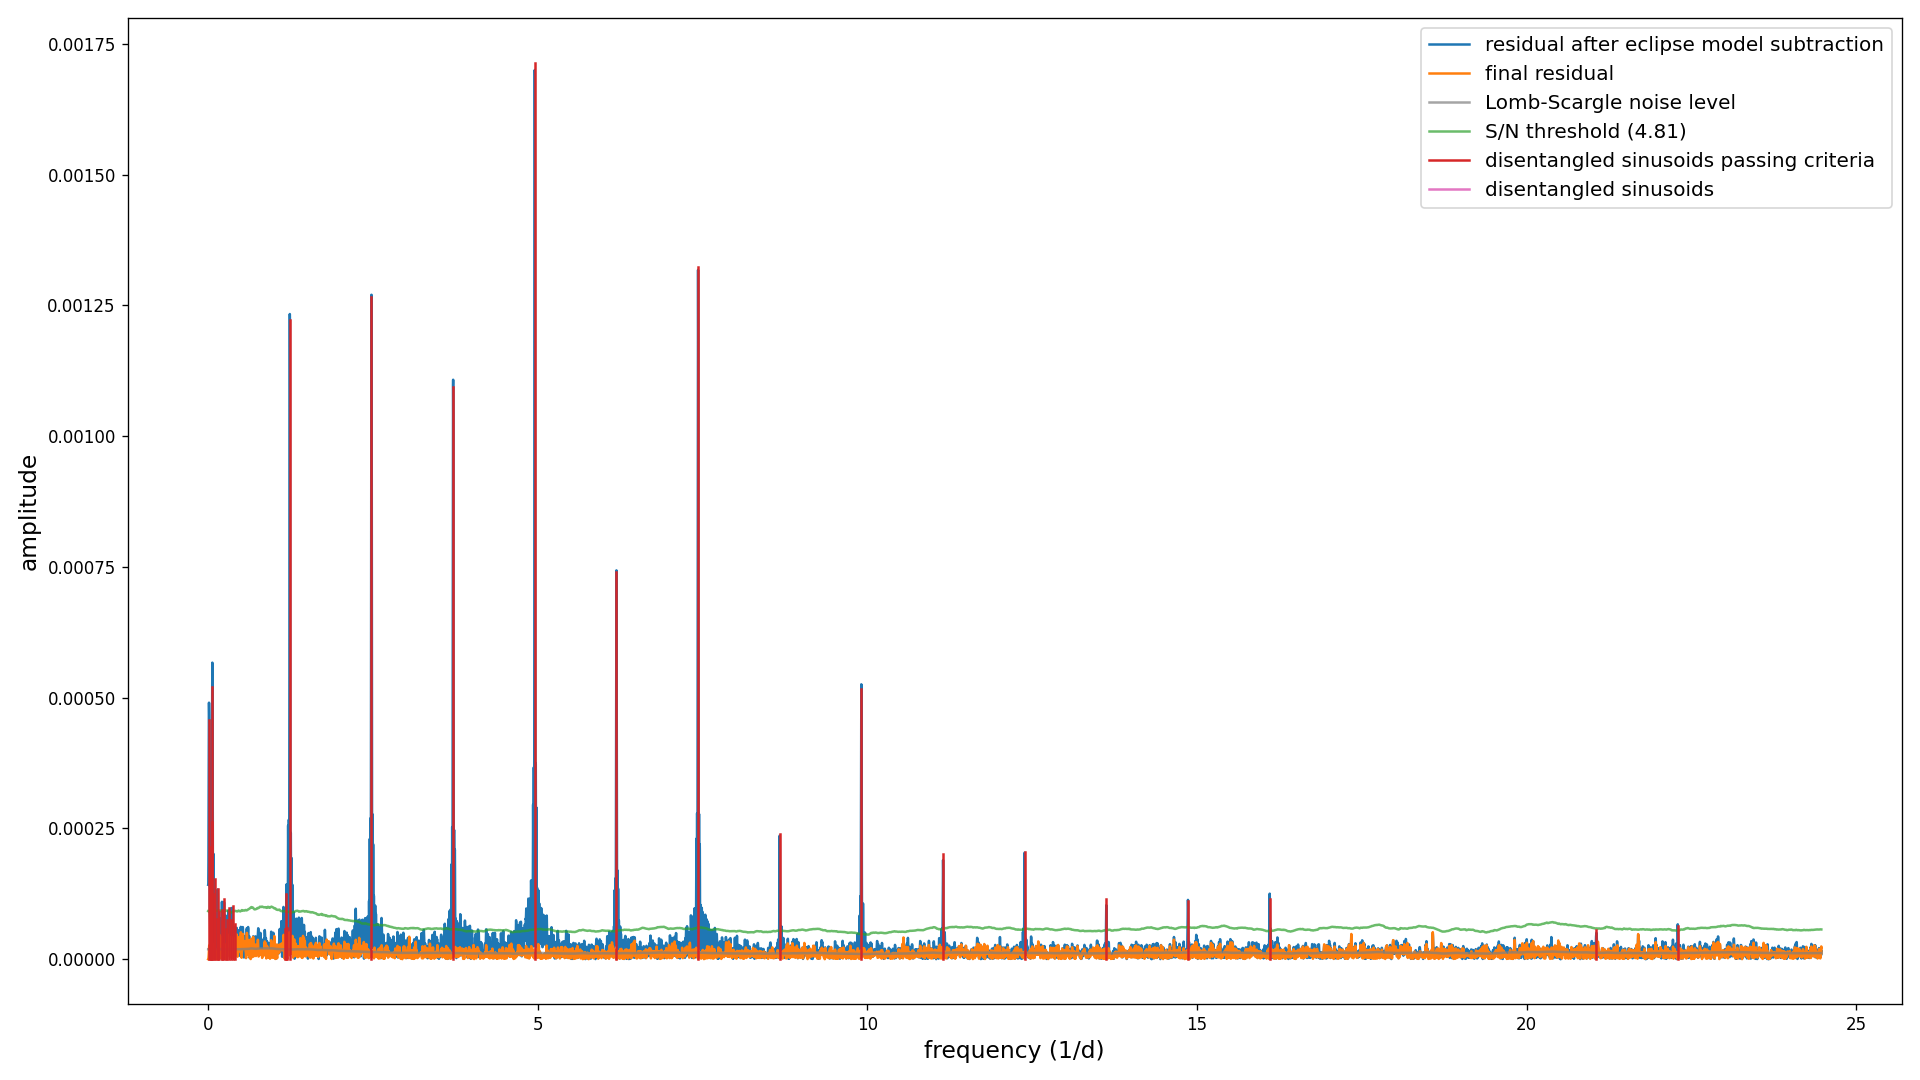 0.00175
0.00150
0.00125
0.00100
0.00075
0.00050
0.00025
0.00000
amplitude
0
5
10
15
20
25
frequency (1/d)
residual after eclipse model subtraction
final residual
Lomb-Scargle noise level
S/N threshold (4.81)
disentangled sinusoids passing criteria
disentangled sinusoids